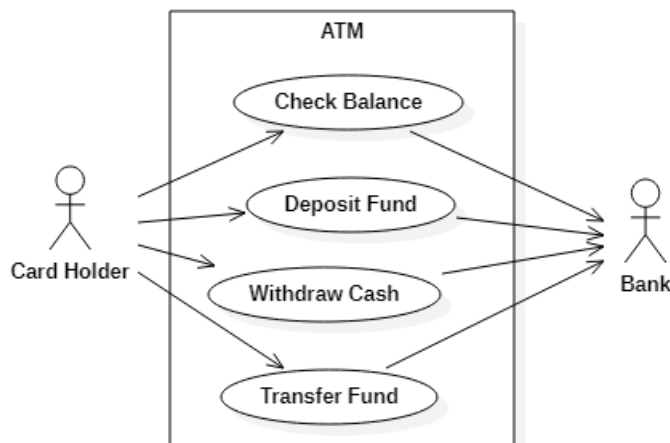 ATM
Check Balance
Deposit Fund
Card Holder
Withdraw Cash
Bank
Transfer Fund